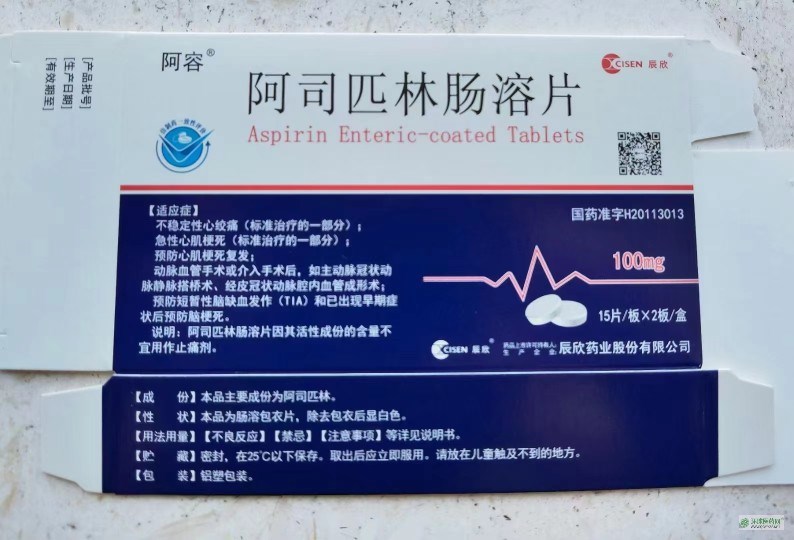 [产品批号]
[生产日期]
[有效期至]
阿容®
CISEN 辰欣®
阿司匹林肠溶片
Aspirin Enteric-coated Tablets
【适应症】
不稳定性心绞痛（标准治疗的一部分）；
急性心肌梗死（标准治疗的一部分）；
预防心肌梗死复发；
动脉血管手术或介入手术后，如主动脉冠状动
脉静脉搭桥术、经皮冠状动脉腔内血管成形术；
预防短暂性脑缺血发作（TIA）和已出现早期症
状后预防脑梗死。
说明：阿司匹林肠溶片因其活性成份的含量不
宜用作止痛剂。
国药准字H20113013
100mg
15片/板×2板/盒
CISEN 辰欣®
药品上市许可持有人：
生产企业：
辰欣药业股份有限公司
【成　份】本品主要成份为阿司匹林。
【性　状】本品为肠溶包衣片，除去包衣后显白色。
【用法用量】【不良反应】【禁忌】【注意事项】等详见说明书。
【贮　藏】密封，在25℃以下保存。取出后应立即服用。请放在儿童触及不到的地方。
【包　装】铝塑包装。